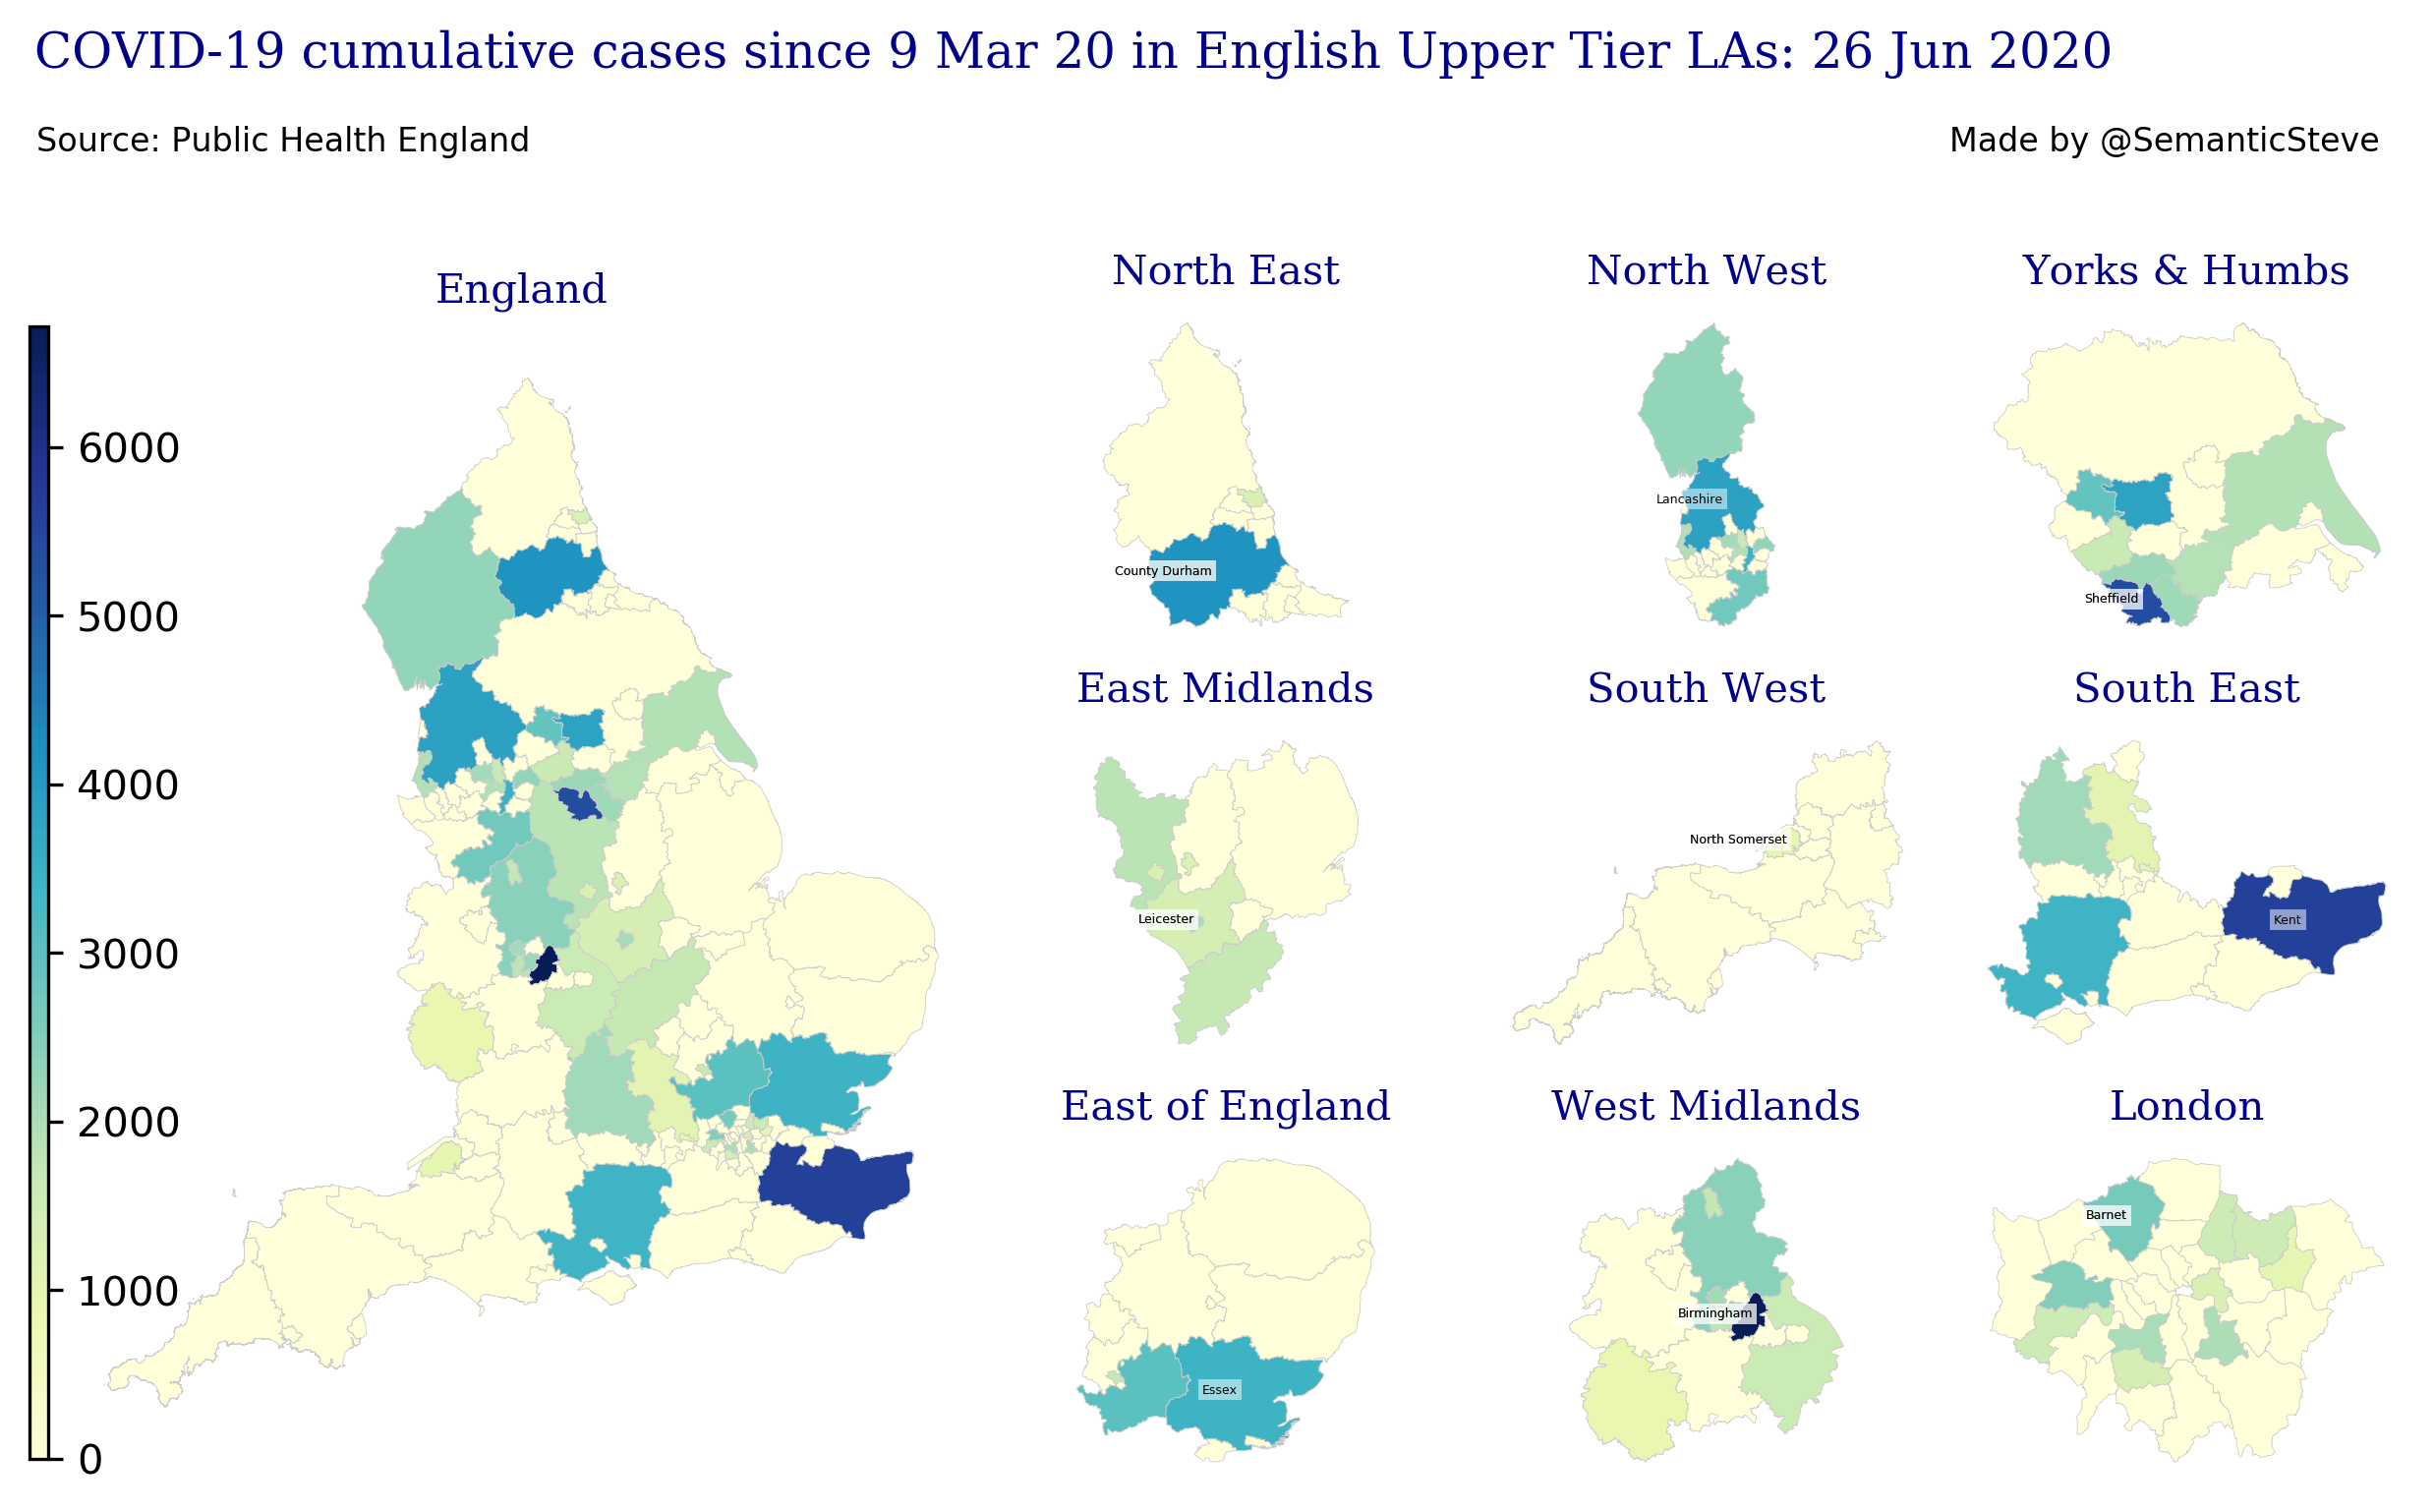 COVID-19 cumulative cases since 9 Mar 20 in English Upper Tier LAs: 26 Jun 2020
Source: Public Health England
Made by @SemanticSteve
England
6000
5000
4000
3000
2000
1000
0
North East
County Durham
North West
Lancashire
Yorks & Humbs
Sheffield
East Midlands
Leicester
South West
North Somerset
South East
Kent
East of England
Essex
West Midlands
Birmingham
London
Barnet